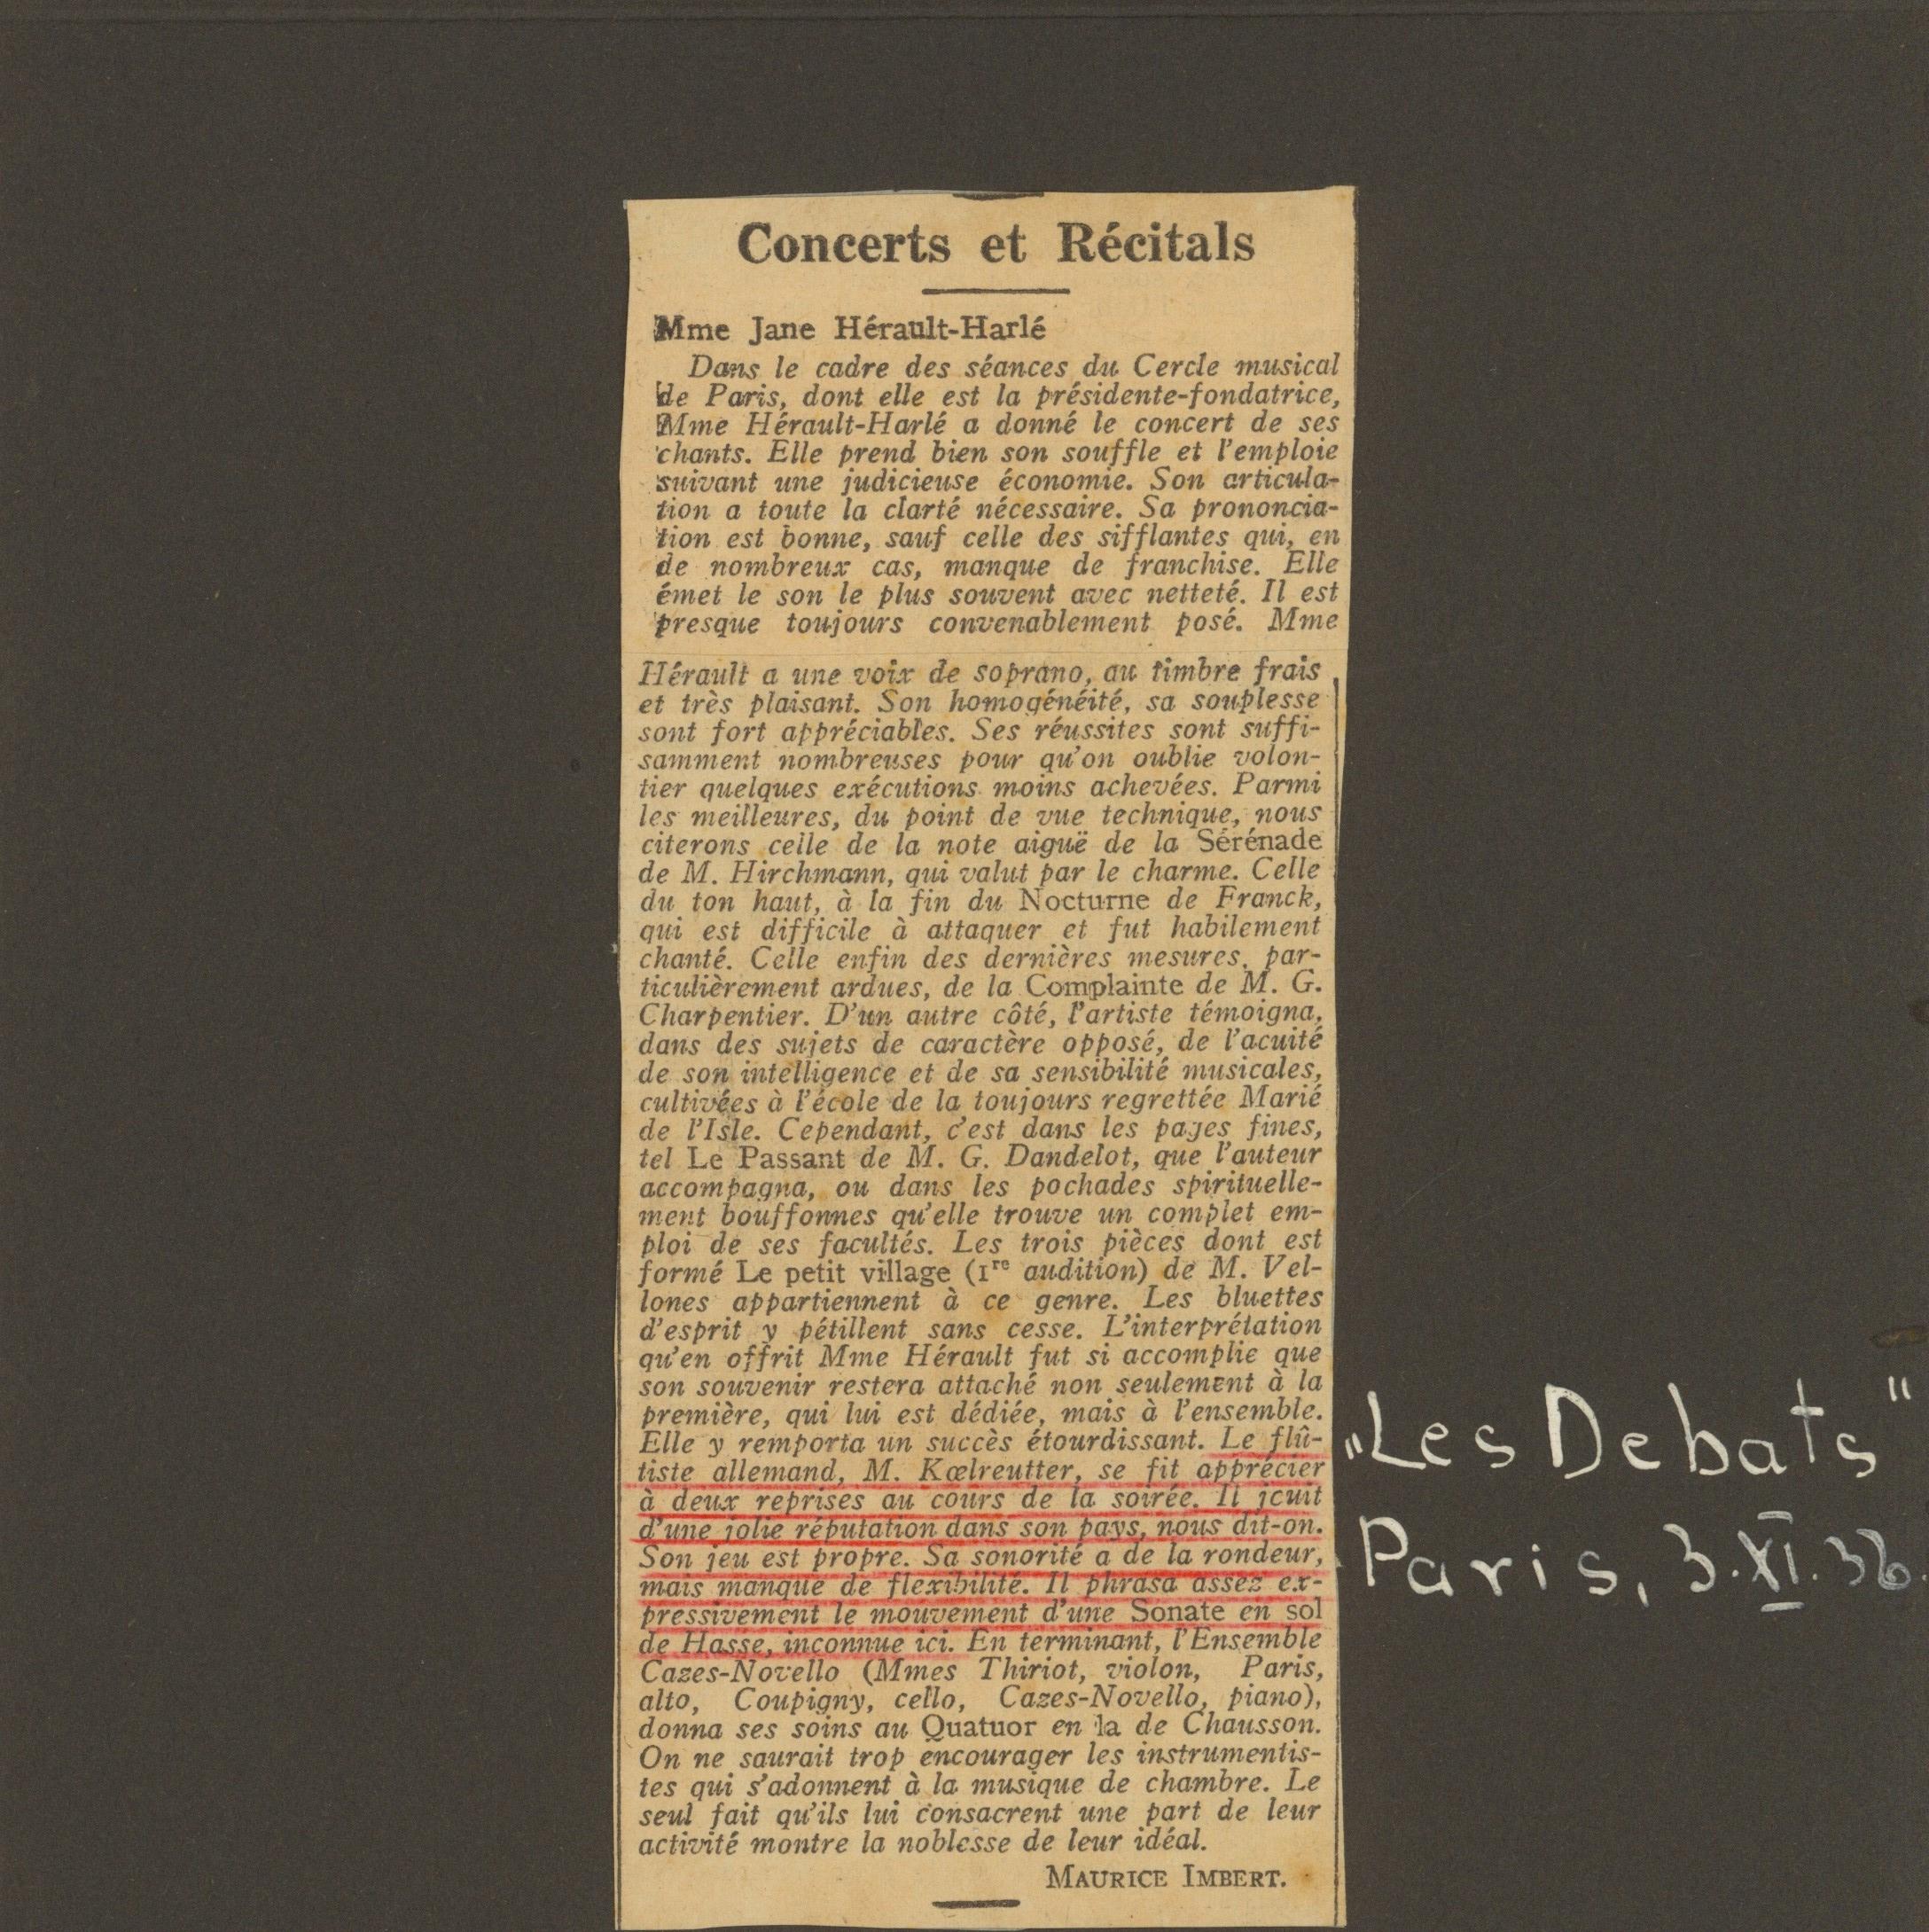 Concerts et Récitals
Mme Jane Hérault-Harlé
Dans le cadre des séances du Cercle musical
de Paris, dont elle est la présidente-fondatrice,
Mme Hérault-Harlé a donné le concert de ses
chants. Elle prend bien son souffle et l'emploie
suivant une judicieuse économie. Son articula-
tion a toute la clarté nécessaire. Sa prononcia-
tion est bonne, sauf celle des sifflantes qui, en
de nombreux cas, manque de franchise. Elle
émet le son le plus souvent avec netteté. Il est
presque toujours convenablement posé. Mme
Hérault a une voix de soprano, au timbre frais
et très plaisant. Son homogénéité, sa souplesse
sont fort appréciables. Ses réussites sont suffi-
samment nombreuses pour qu'on oublie volon-
tier quelques exécutions moins achevées. Parmi
les meilleures, du point de vue technique, nous
citerons celle de la note aiguë de la Sérénade
de M. Hirchmann, qui valut par le charme. Celle
du ton haut, à la fin du Nocturne de Franck,
qui est difficile à attaquer et fut habilement
chanté. Celle enfin des dernières mesures, par-
ticulièrement ardues, de la Complainte de M. G.
Charpentier. D'un autre côté, l'artiste témoigna,
dans des sujets de caractère opposé, de l'acuité
de son intelligence et de sa sensibilité musicales,
cultivées à l'école de la toujours regrettée Marié
de l'Isle. Cependant, c'est dans les pages fines,
tel Le Passant de M. G. Dandelot, que l'auteur
accompagna, ou dans les pochades spirituelle-
ment bouffonnes qu'elle trouve un complet em-
ploi de ses facultés. Les trois pièces dont est
formé Le petit village (1re audition) de M. Vel-
lones appartiennent à ce genre. Les bluettes
d'esprit y pétillent sans cesse. L'interprétation
qu'en offrit Mme Hérault fut si accomplie que
son souvenir restera attaché non seulement à la
première, qui lui est dédiée, mais à l'ensemble.
Elle y remporta un succès étourdissant. Le flû-
tiste allemand, M. Kœlreutter, se fit apprécier
à deux reprises au cours de la soirée. Il jouit
d'une jolie réputation dans son pays, nous dit-on.
Son jeu est propre. Sa sonorité a de la rondeur,
mais manque de flexibilité. Il phrasa assez ex-
pressivement le mouvement d'une Sonate en sol
de Hasse, inconnue ici. En terminant, l'Ensemble
Cazes-Novello (Mmes Thiriot, violon, Paris,
alto, Coupigny, cello, Cazes-Novello, piano),
donna ses soins au Quatuor en la de Chausson.
On ne saurait trop encourager les instrumentis-
tes qui s'adonnent à la musique de chambre. Le
seul fait qu'ils lui consacrent une part de leur
activité montre la noblesse de leur idéal.
MAURICE IMBERT.
„Les Debats"
Paris, 3.XI.36.